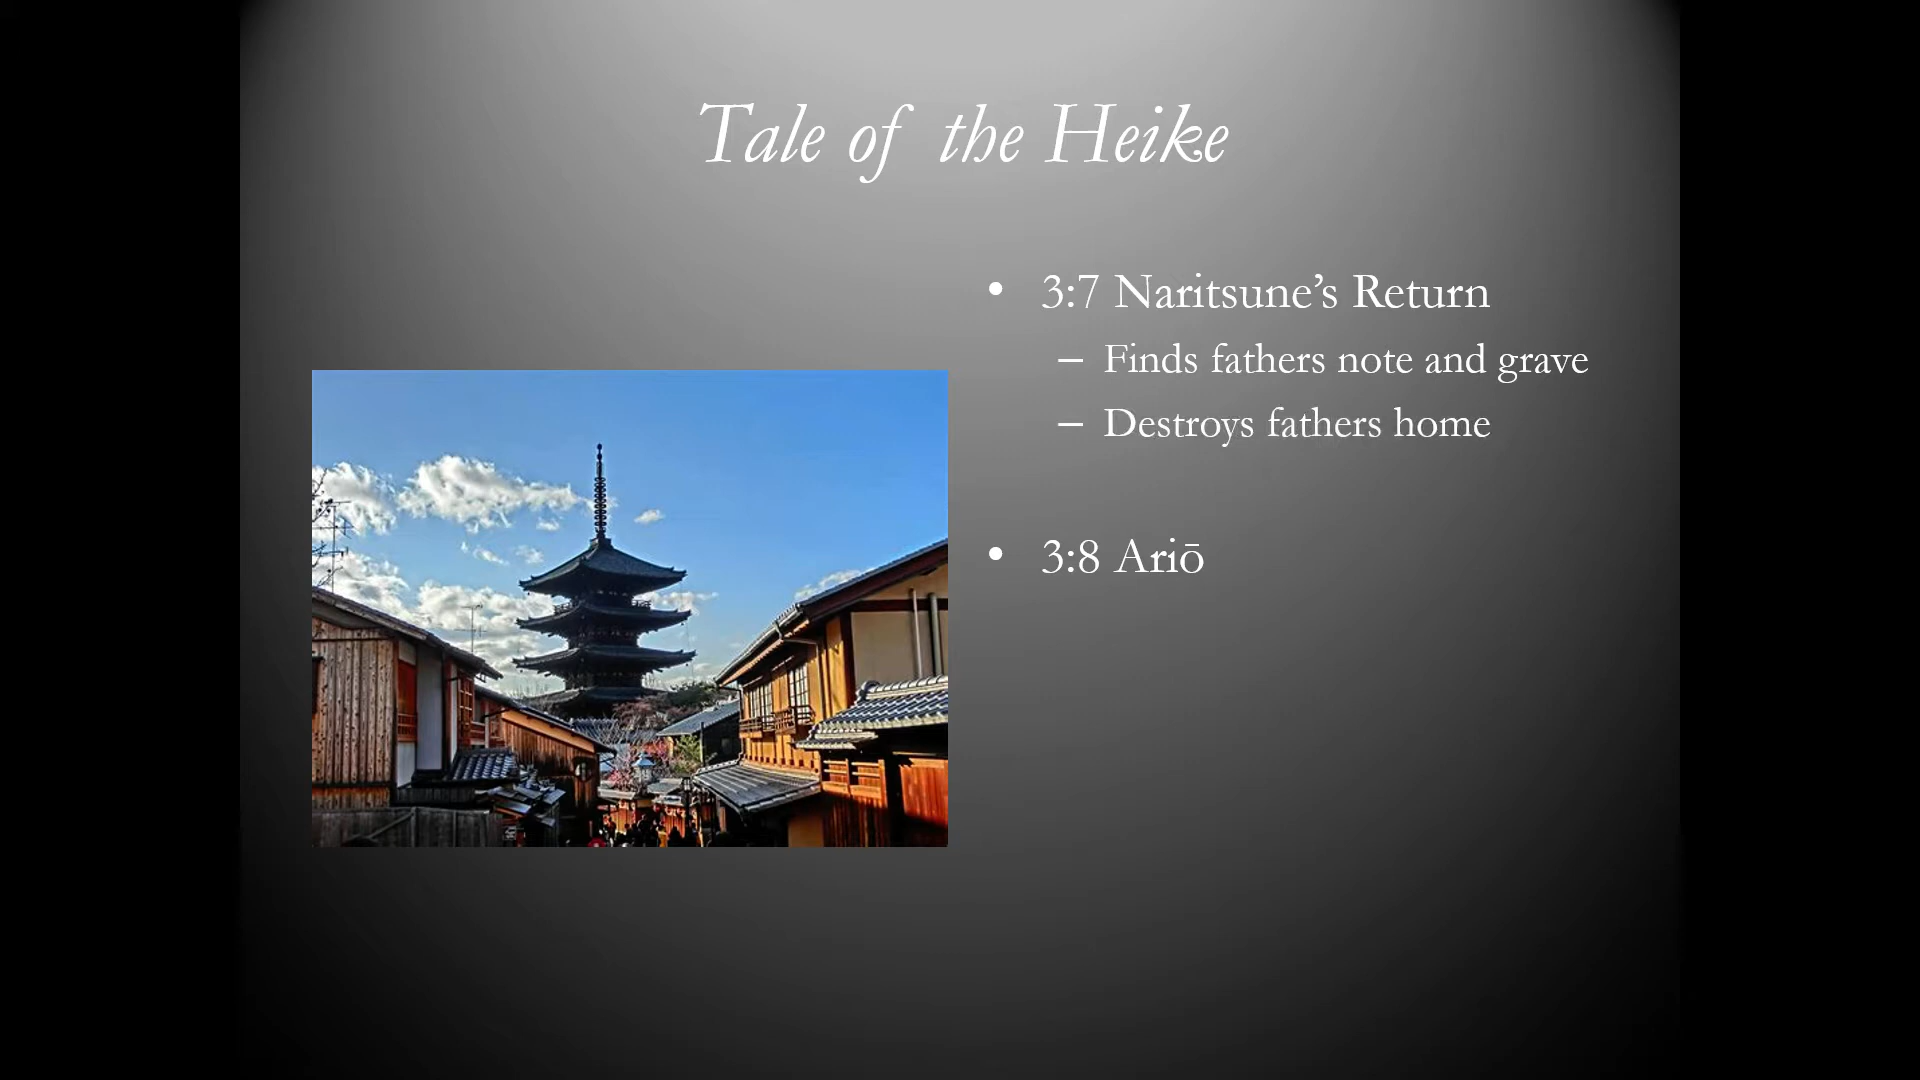 Tale of the Heike
• 3:7 Naritsune’s Return
– Finds fathers note and grave
– Destroys fathers home
• 3:8 Ariō